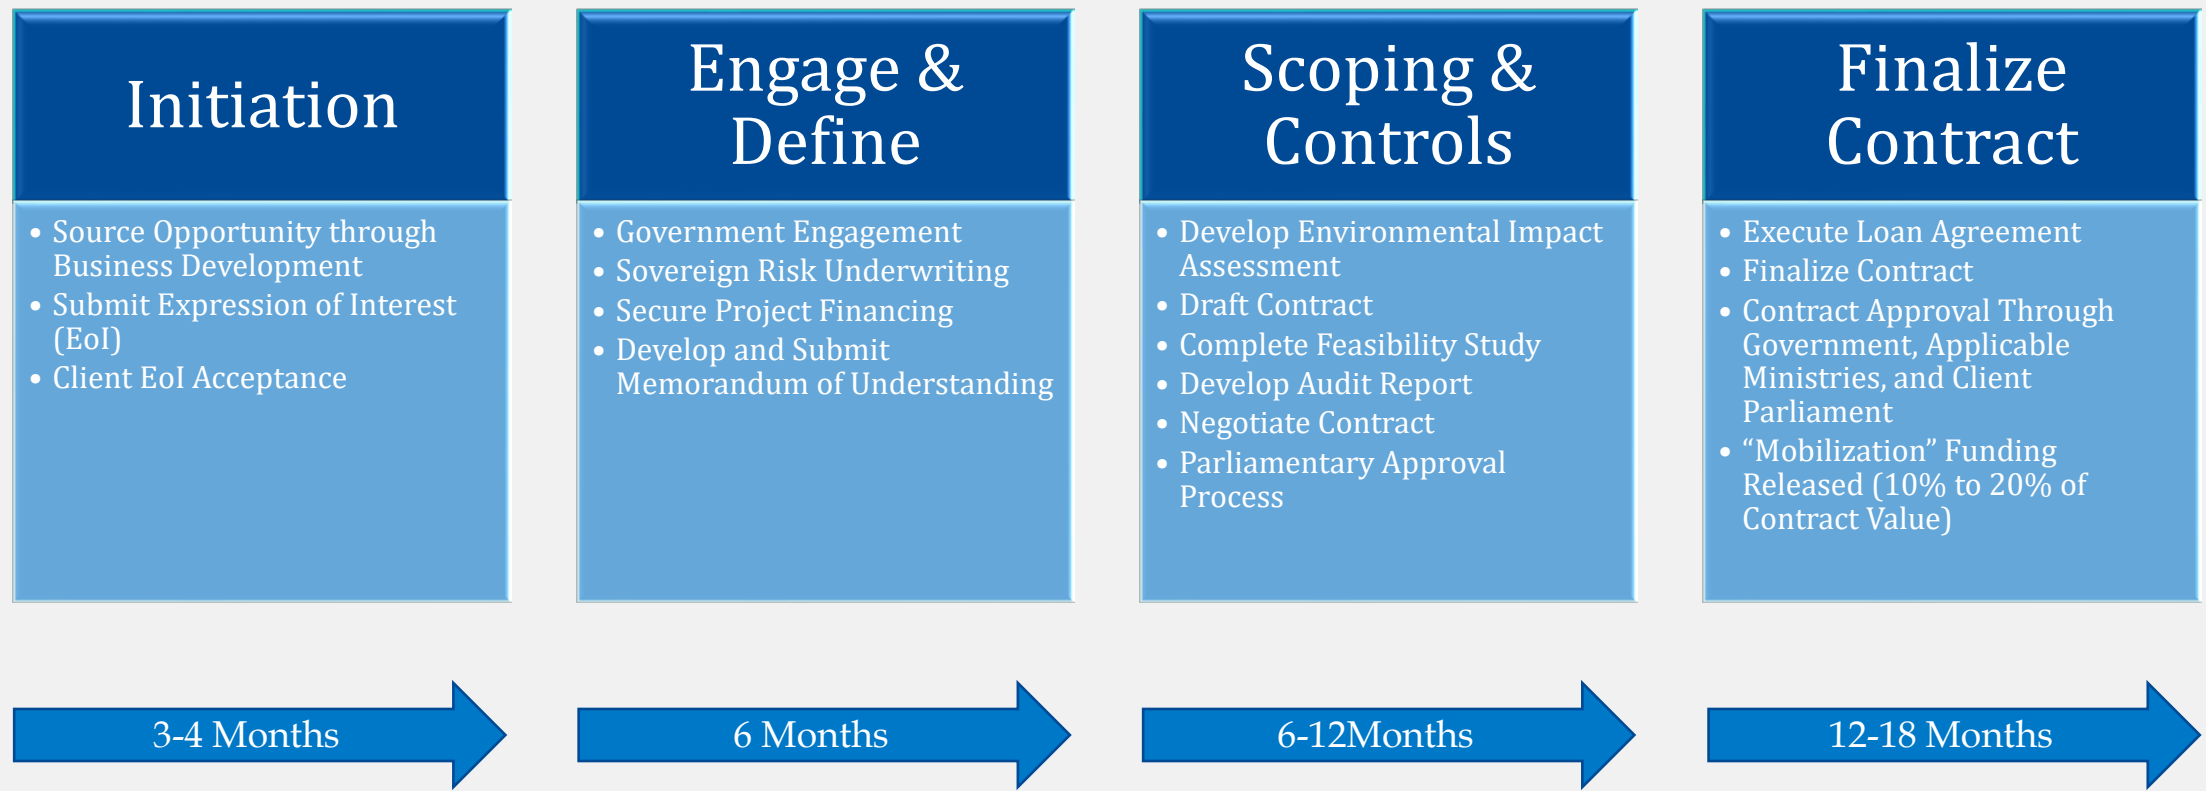 Initiation
• Source Opportunity through
Business Development
• Submit Expression of Interest
(EoI)
• Client EoI Acceptance
Engage &
Define
• Government Engagement
• Sovereign Risk Underwriting
• Secure Project Financing
• Develop and Submit
Memorandum of Understanding
Scoping &
Controls
• Develop Environmental Impact
Assessment
• Draft Contract
• Complete Feasibility Study
• Develop Audit Report
• Negotiate Contract
• Parliamentary Approval
Process
Finalize
Contract
• Execute Loan Agreement
• Finalize Contract
• Contract Approval Through
Government, Applicable
Ministries, and Client
Parliament
• “Mobilization” Funding
Released (10% to 20% of
Contract Value)
3-4 Months
6 Months
6-12Months
12-18 Months